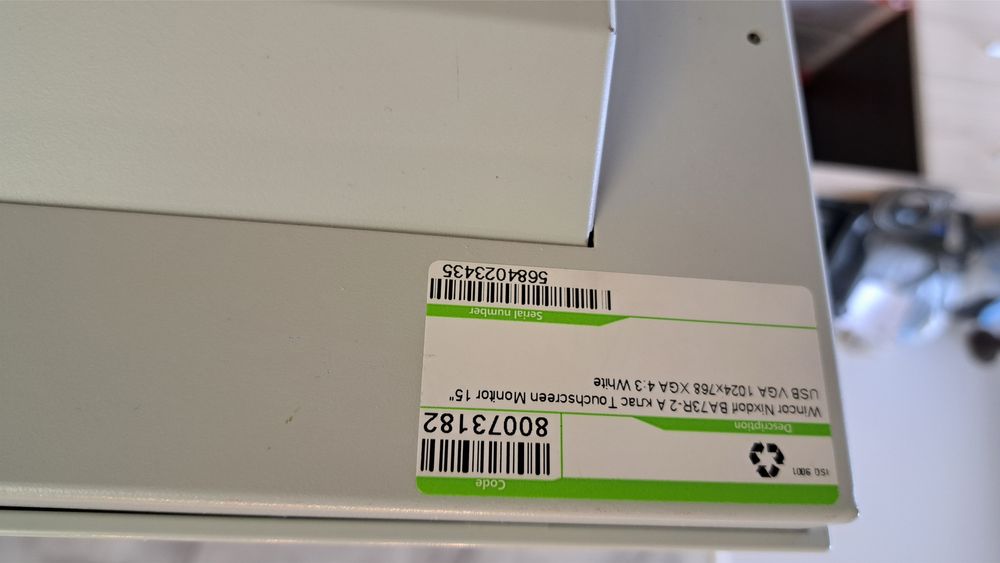 ISO 9001
Code
80073182
Description
Wincor Nixdorf BA73R-2 A клас Touchscreen Monitor 15"
USB VGA 1024x768 XGA 4:3 White
Serial number
5684023435